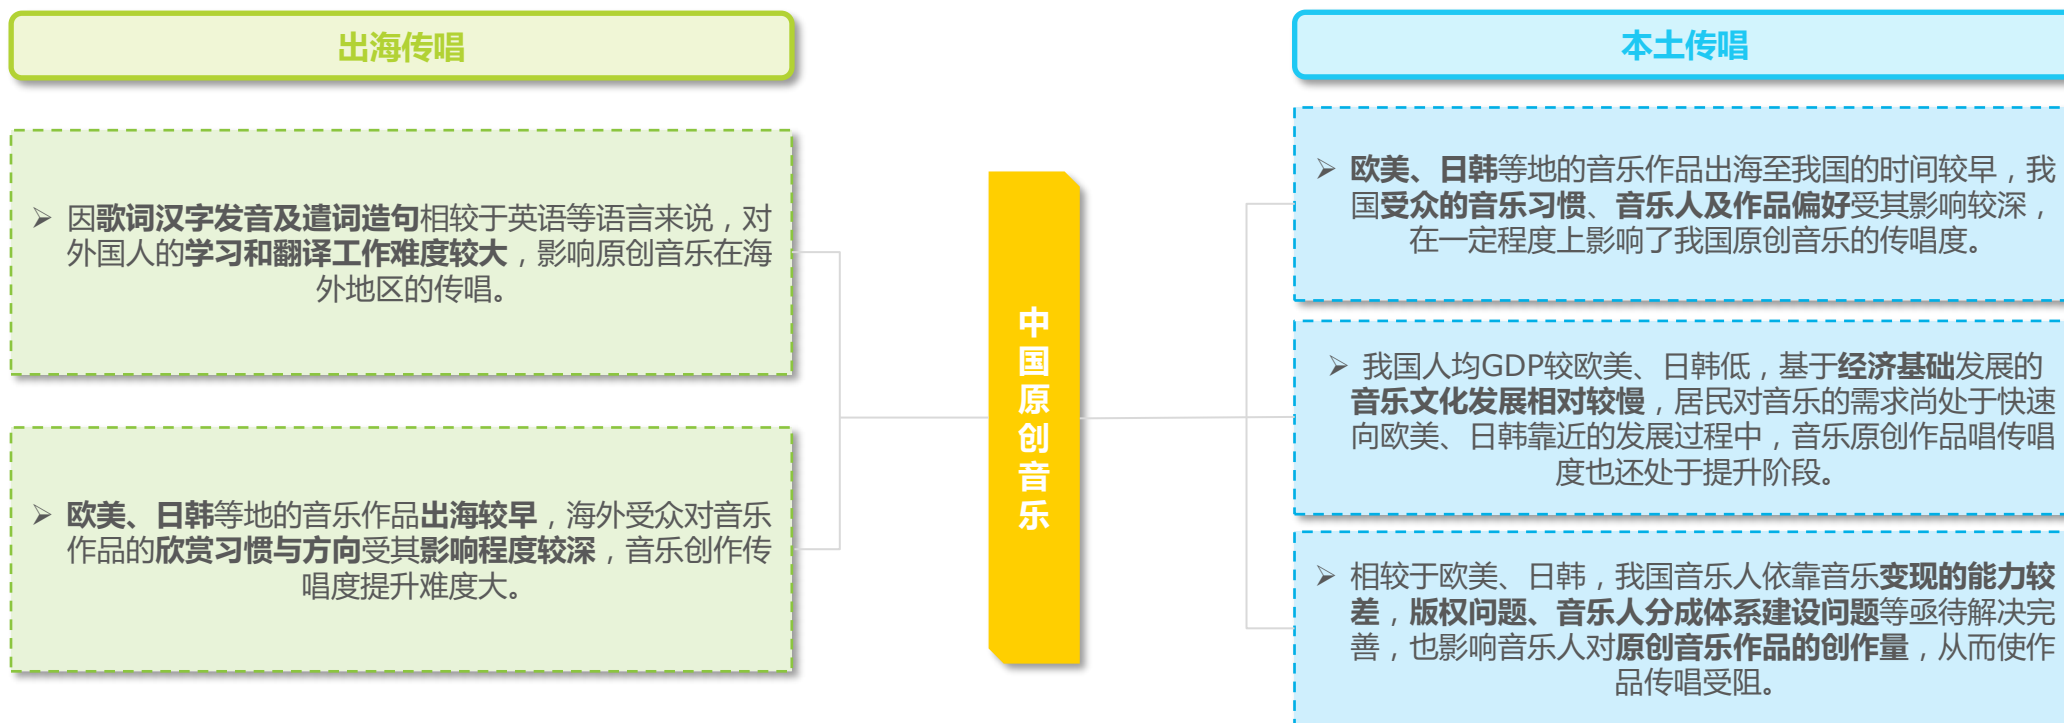 出海传唱
➢ 因歌词汉字发音及遣词造句相较于英语等语言来说，对
外国人的学习和翻译工作难度较大，影响原创音乐在海
外地区的传唱。
➢ 欧美、日韩等地的音乐作品出海较早，海外受众对音乐
作品的欣赏习惯与方向受其影响程度较深，音乐创作传
唱度提升难度大。
中
国
原
创
音
乐
本土传唱
➢ 欧美、日韩等地的音乐作品出海至我国的时间较早，我
国受众的音乐习惯、音乐人及作品偏好受其影响较深，
在一定程度上影响了我国原创音乐的传唱度。
➢ 我国人均GDP较欧美、日韩低，基于经济基础发展的
音乐文化发展相对较慢，居民对音乐的需求尚处于快速
向欧美、日韩靠近的发展过程中，音乐原创作品唱传唱
度也还处于提升阶段。
➢ 相较于欧美、日韩，我国音乐人依靠音乐变现的能力较
差，版权问题、音乐人分成体系建设问题等亟待解决完
善，也影响音乐人对原创音乐作品的创作量，从而使作
品传唱受阻。